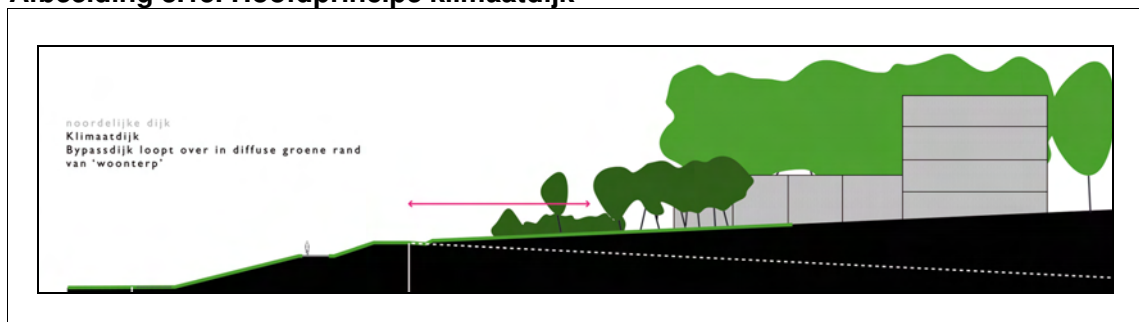 noordelijke dijk
Klimaatdijk
Bypassdijk loopt over in diffuse groene rand
van ‘woonterp’